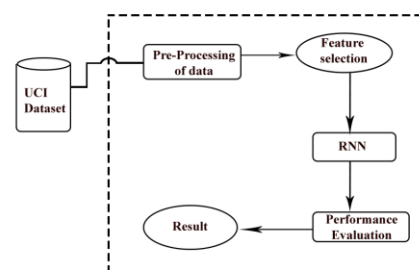 UCI
Dataset
Pre-Processing
of data
Feature
selection
RNN
Performance
Evaluation
Result